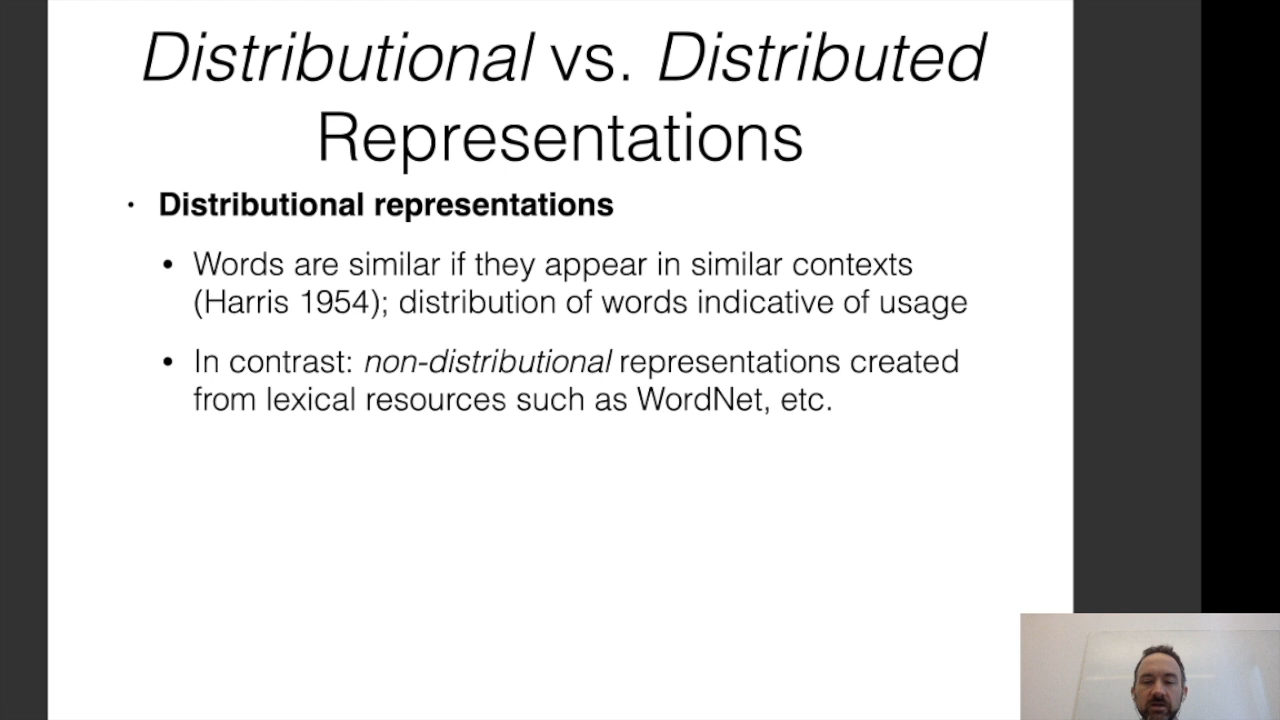 Distributional vs. Distributed
Representations
· Distributional representations
• Words are similar if they appear in similar contexts
(Harris 1954); distribution of words indicative of usage
• In contrast: non-distributional representations created
from lexical resources such as WordNet, etc.